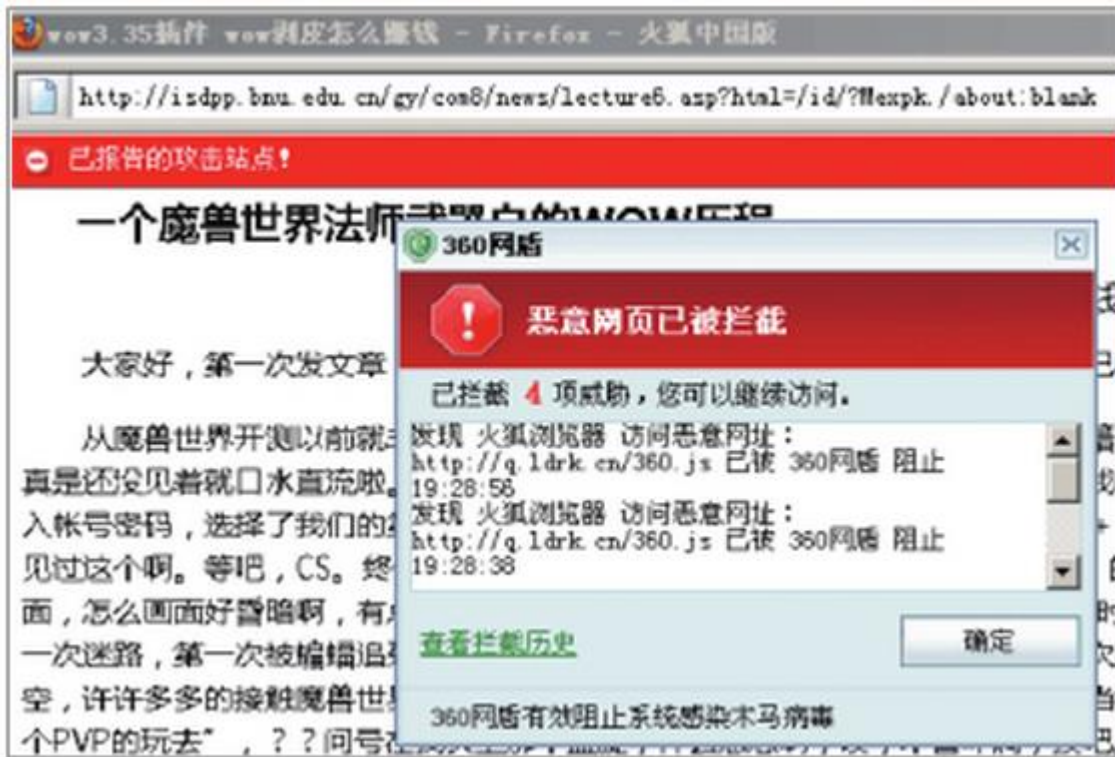 wow3.35插件 wow剥皮怎么赚钱 - Firefox - 火狐中国版
http://isdpp.bnu.edu.cn/gy/com8/news/lecture6.asp?html=/id/?Wexpk./about:blank
已报告的攻击站点!
一个魔兽世界法师武器白的WOW历程
360网盾
恶意网页已被拦截
大家好，第一次发文章
已拦截 4 项威胁，您可以继续访问。
从魔兽世界开测以前就
发现 火狐浏览器 访问恶意网址：
http://q.ldrk.cn/360.js 已被 360网盾 阻止
19:28:56
发现 火狐浏览器 访问恶意网址：
http://q.ldrk.cn/360.js 已被 360网盾 阻止
19:28:38
真是还没见着就口水直流啦。
入帐号密码，选择了我们的
见过这个啊。等吧，CS。终
面，怎么画面好昏暗啊，有
一次迷路，第一次被蝙蝠追
空，许许多多的接触魔兽世
个PVP的玩去"，??问号
查看拦截历史
确定
360网盾有效阻止系统感染木马病毒